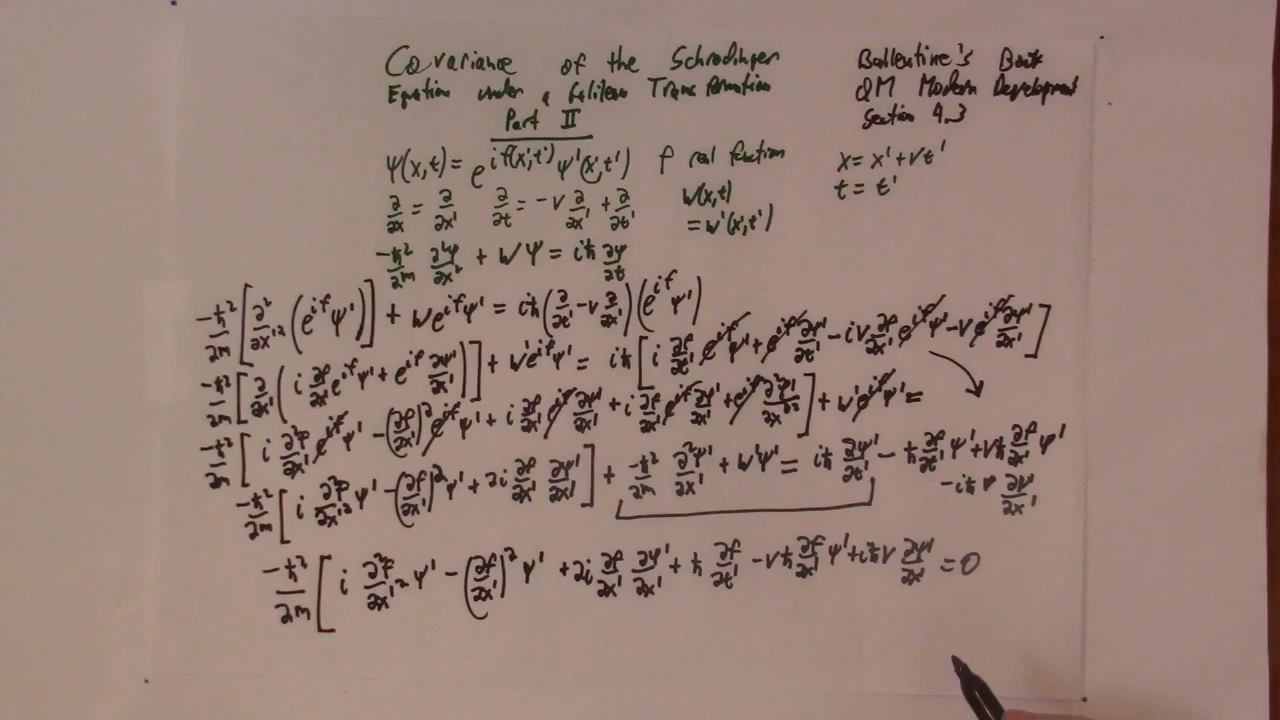 Covariance of the Schrodinger
Equation under a Galilean Transformation
Part II
Ballentine's Book
QM Modern Development
Section 4.3
ψ(x,t) = e^{if(x',t')} ψ'(x',t') f real function x = x' + vt'
∂/∂x = ∂/∂x' ∂/∂t = -v ∂/∂x' + ∂/∂t' W(x,t) t = t'
= W'(x',t')
-ħ²/2m ∂²ψ/∂x² + Wψ = iħ ∂ψ/∂t
-ħ²/2m [∂²/∂x'² (e^{if} ψ')] + W e^{if} ψ' = iħ (∂/∂t' - v ∂/∂x') (e^{if} ψ')
-ħ²/2m [∂/∂x' (i ∂f/∂x' e^{if} ψ' + e^{if} ∂ψ'/∂x')] + W' e^{if} ψ' = iħ [i ∂f/∂t' e^{if} ψ' + e^{if} ∂ψ'/∂t' - iv ∂f/∂x' e^{if} ψ' - v e^{if} ∂ψ'/∂x']
-ħ²/2m [i ∂²f/∂x' e^{if} ψ' - (∂f/∂x')² e^{if} ψ' + i ∂f/∂x' e^{if} ∂ψ'/∂x' + i ∂f/∂x' e^{if} ∂ψ'/∂x' + e^{if} ∂²ψ'/∂x'²] + W' e^{if} ψ' =
-ħ²/2m [i ∂²f/∂x'² ψ' - (∂f/∂x')² ψ' + 2i ∂f/∂x' ∂ψ'/∂x'] + -ħ²/2m ∂²ψ'/∂x' + W'ψ' = iħ ∂ψ'/∂t' - ħ ∂f/∂t' ψ' + vħ ∂f/∂x' ψ'
-iħ v ∂ψ'/∂x'
-ħ²/2m [i ∂²f/∂x'² ψ' - (∂f/∂x')² ψ' + 2i ∂f/∂x' ∂ψ'/∂x' + ħ ∂f/∂t' - vħ ∂f/∂x' ψ' + iħv ∂ψ'/∂x' = 0